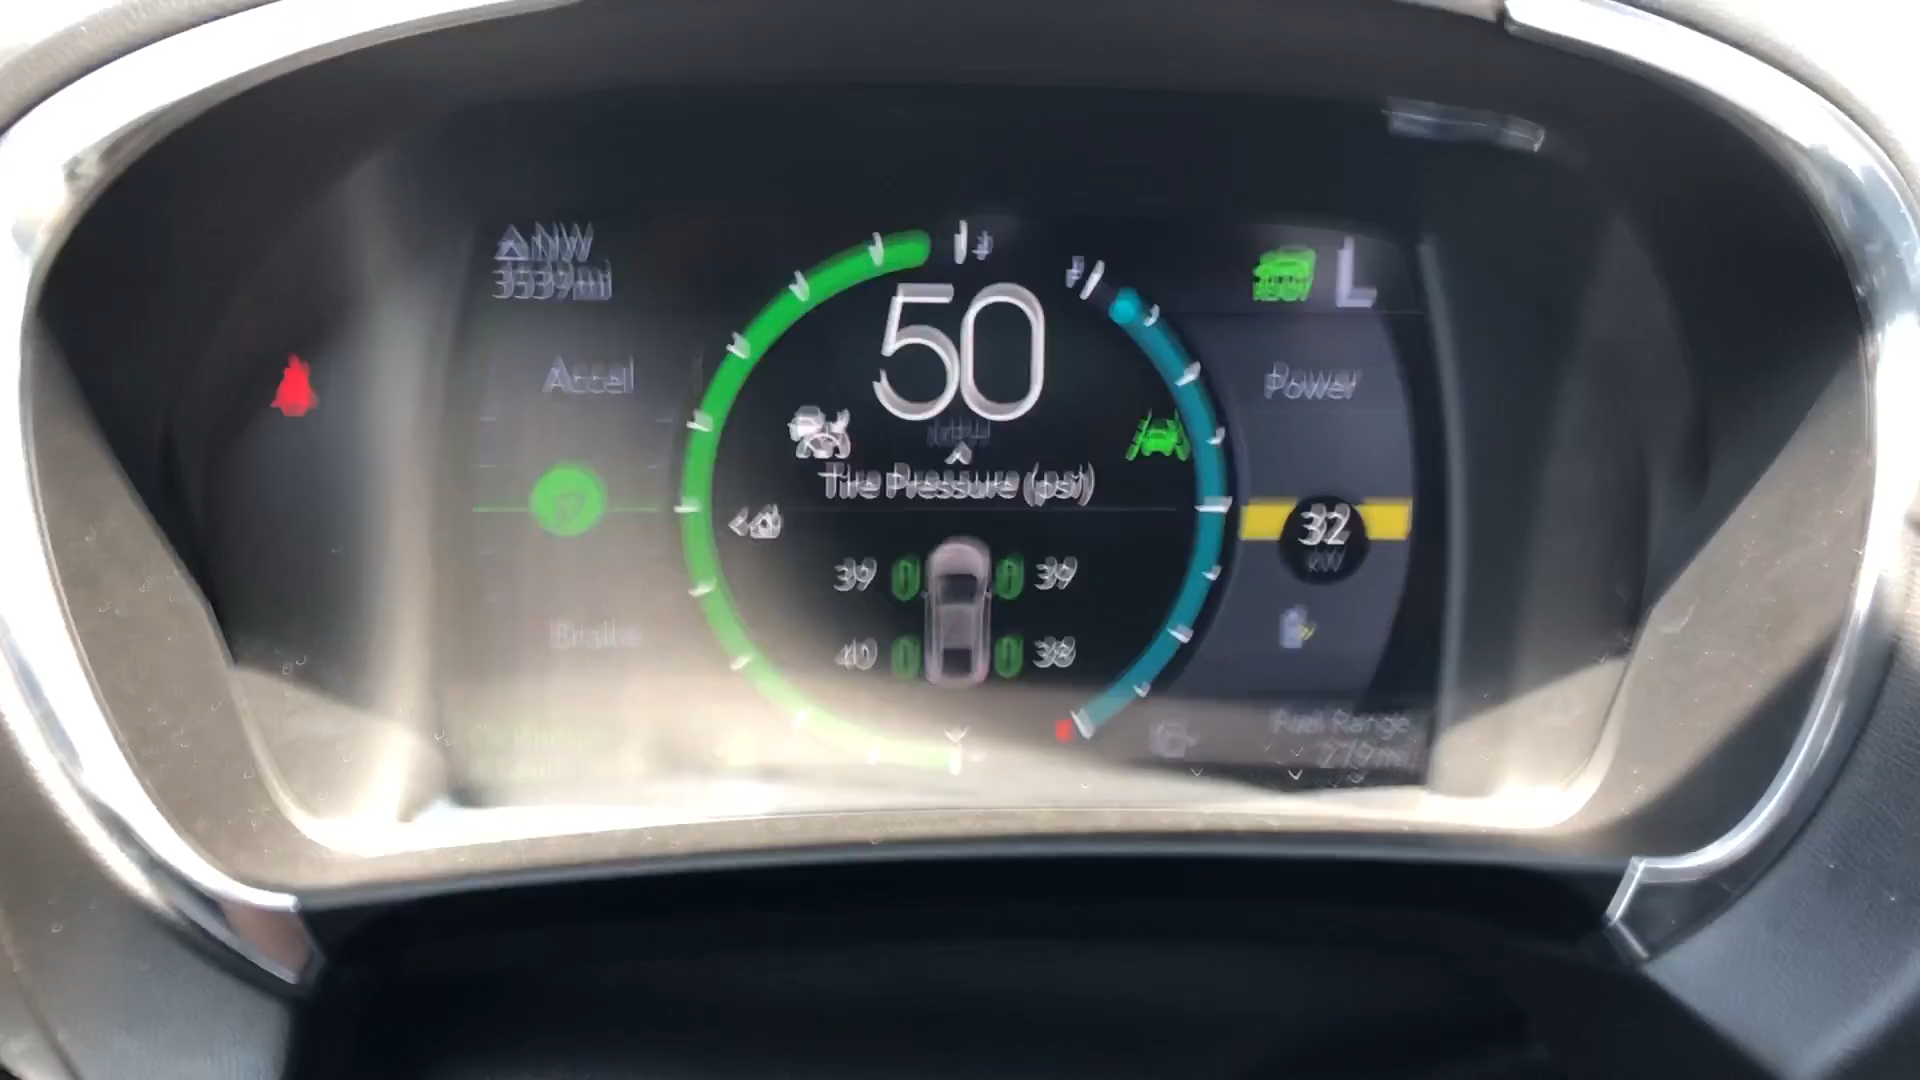 NW
3539mi
L
Accel
50
Power
Tire Pressure (psi)
32
kW
39 39
Brake
40 38
Fuel Range
279mi